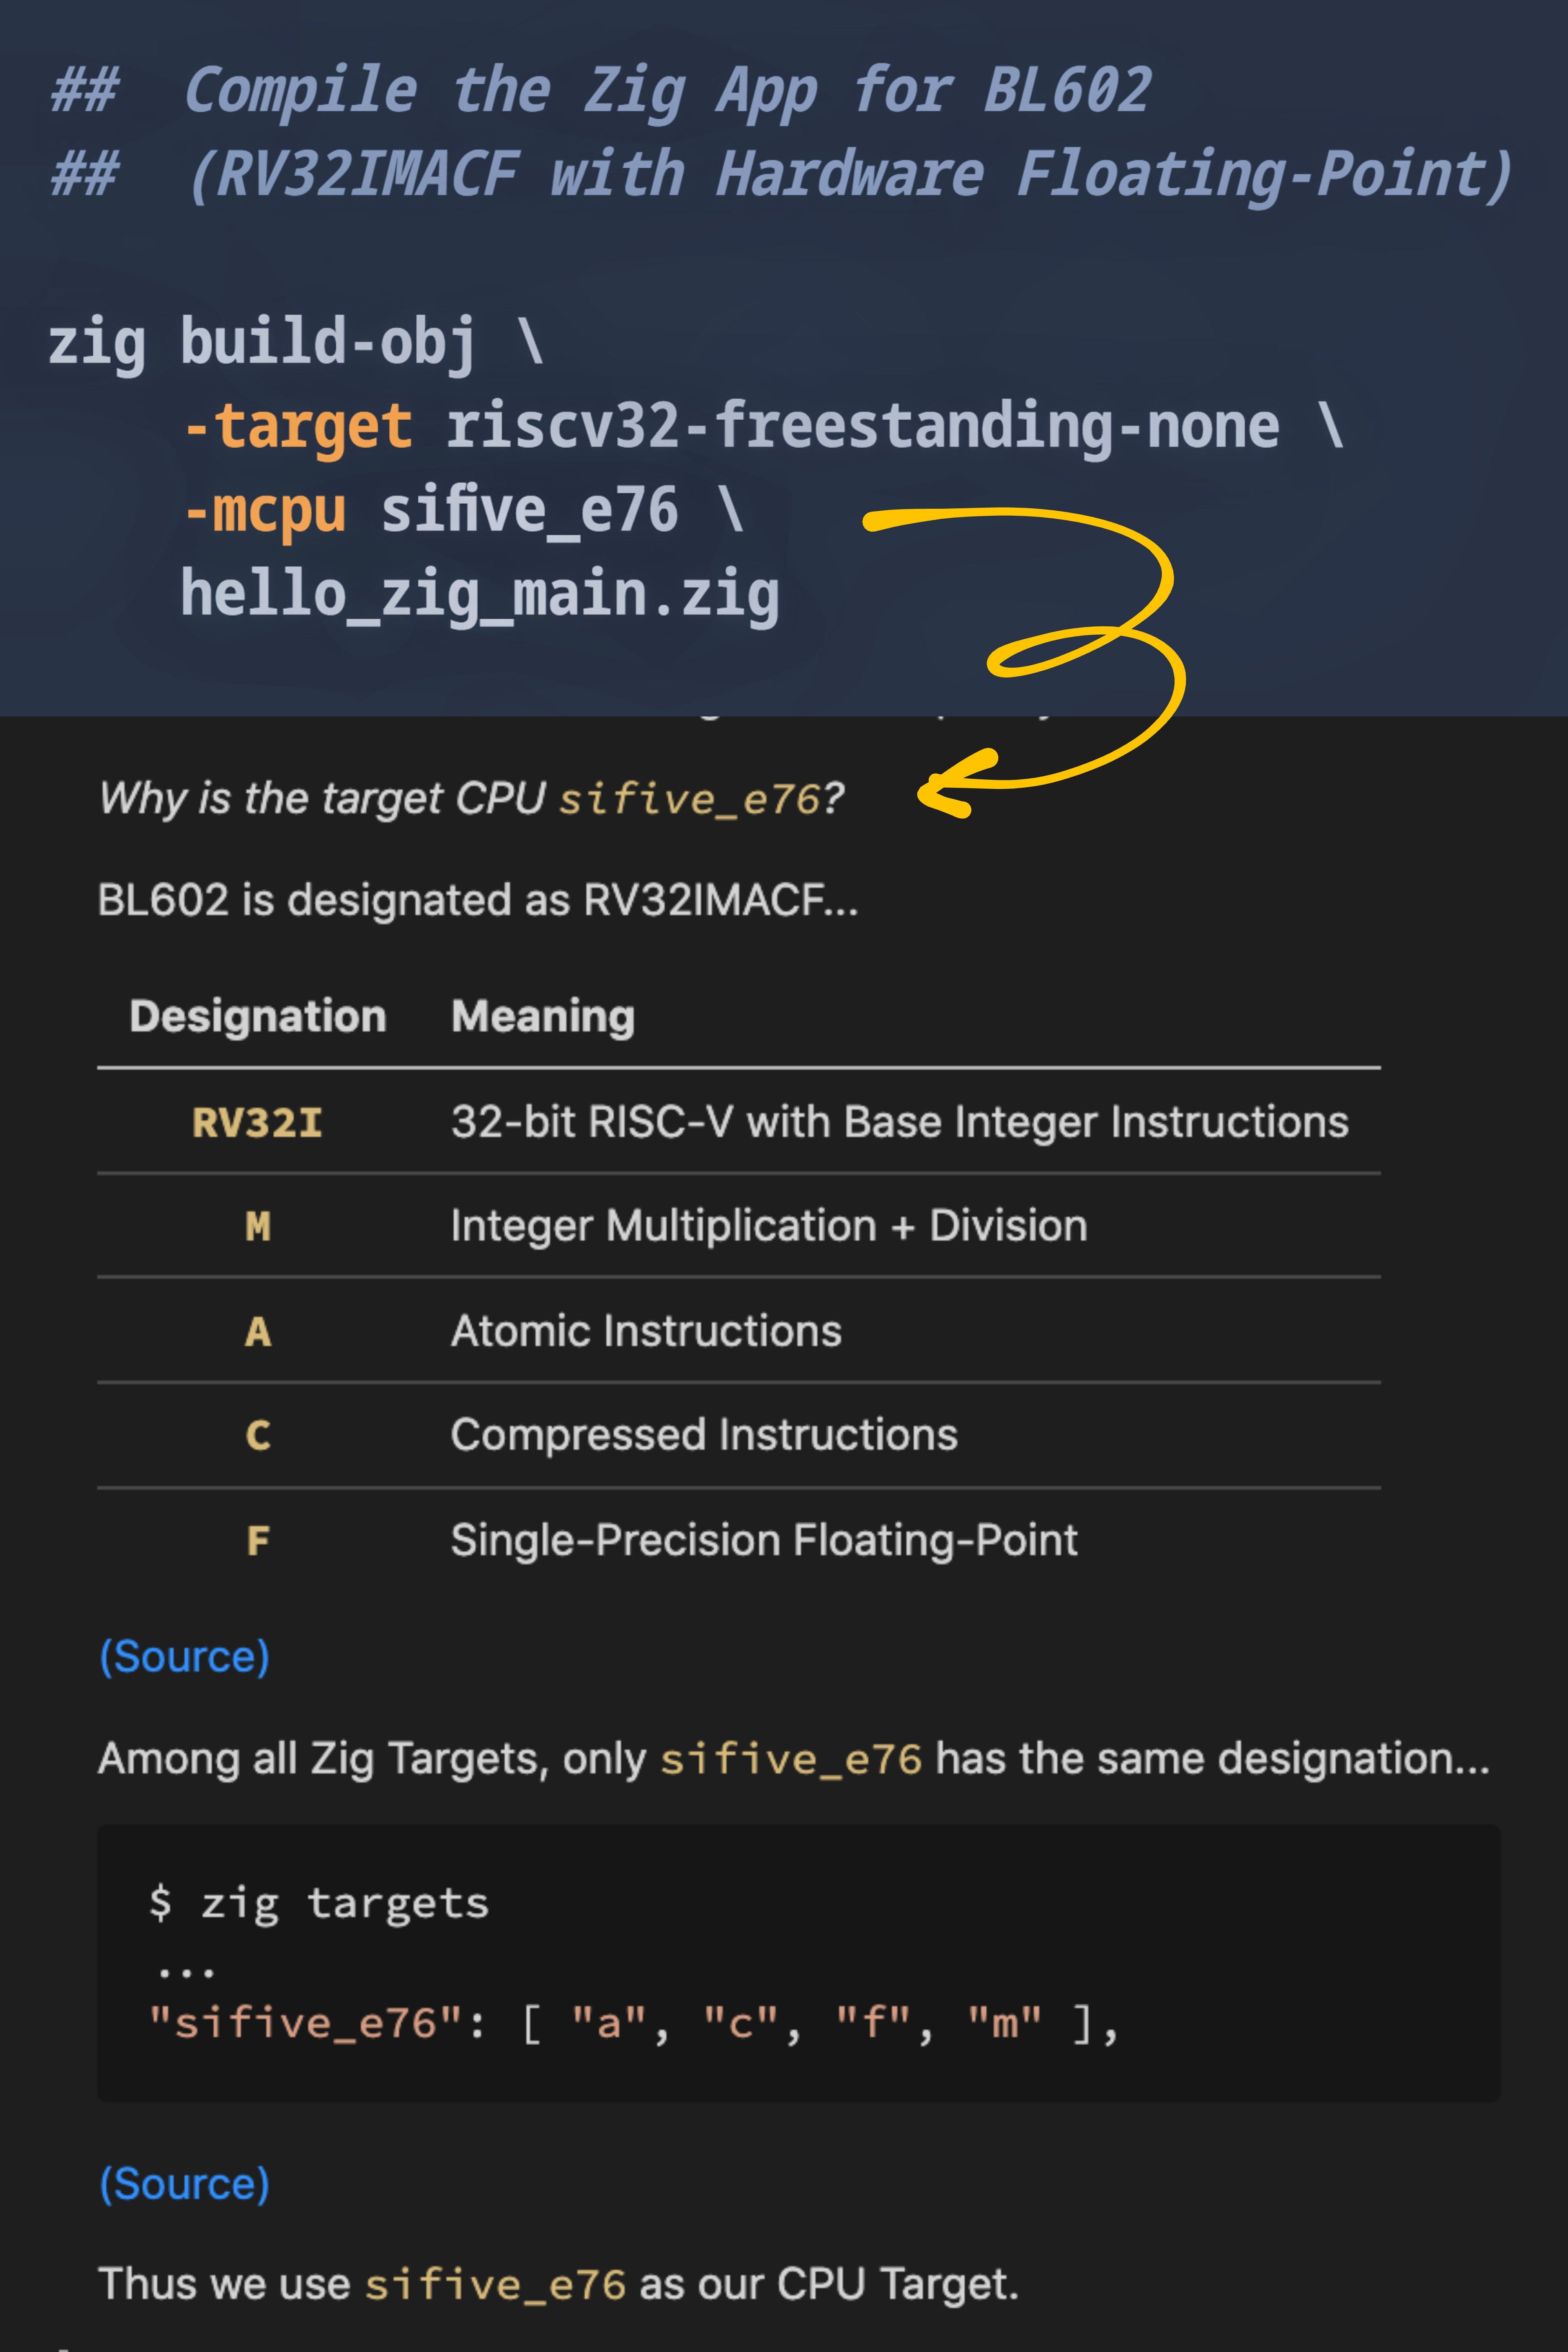 ## Compile the Zig App for BL602
## (RV32IMACF with Hardware Floating-Point)
zig build-obj \
-target riscv32-freestanding-none \
-mcpu sifive_e76 \
hello_zig_main.zig
Why is the target CPU sifive_e76?
BL602 is designated as RV32IMACF...
Designation Meaning
RV32I 32-bit RISC-V with Base Integer Instructions
M Integer Multiplication + Division
A Atomic Instructions
C Compressed Instructions
F Single-Precision Floating-Point
(Source)
Among all Zig Targets, only sifive_e76 has the same designation...
$ zig targets
...
"sifive_e76": [ "a", "c", "f", "m" ],
(Source)
Thus we use sifive_e76 as our CPU Target.